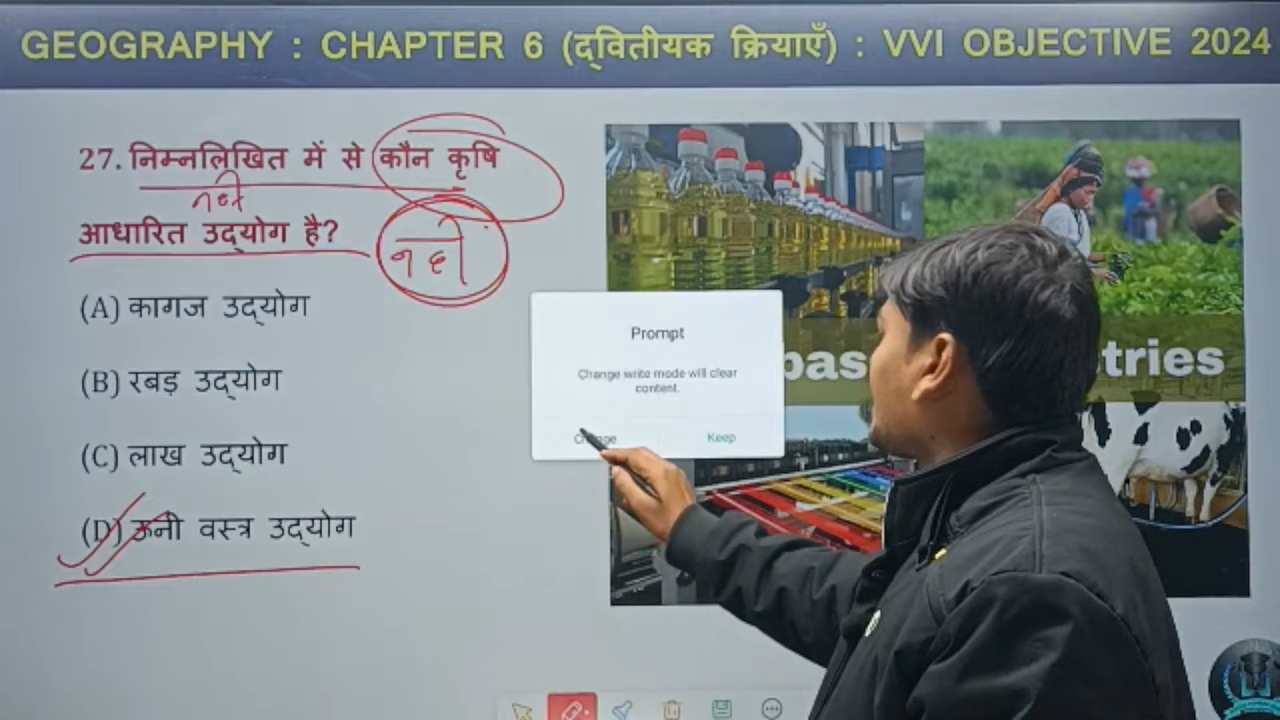 GEOGRAPHY : CHAPTER 6 (द्वितीयक क्रियाएँ) : VVI OBJECTIVE 2024
27. निम्नलिखित में से कौन कृषि
नही
आधारित उद्योग है?
नही
(A) कागज उद्योग
(B) रबड़ उद्योग
(C) लाख उद्योग
(D) ऊनी वस्त्र उद्योग
Prompt
Change write mode will clear
content.
Change Keep
bas tries